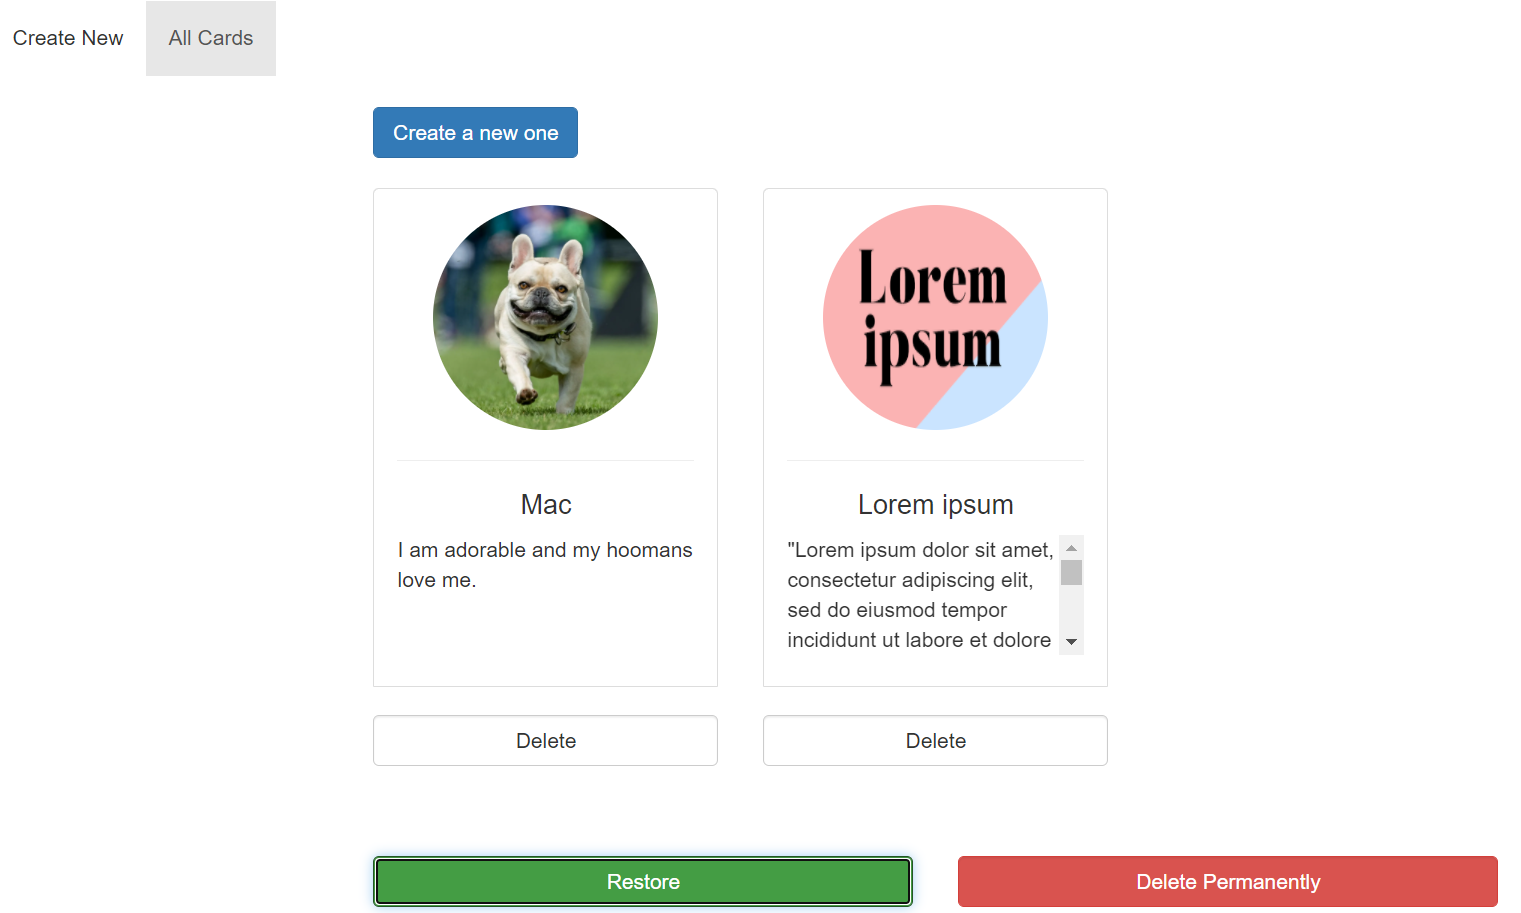 Create New
All Cards
Create a new one
Lorem
ipsum
Mac
I am adorable and my hoomans
love me.
Lorem ipsum
"Lorem ipsum dolor sit amet,
consectetur adipiscing elit,
sed do eiusmod tempor
incididunt ut labore et dolore
Delete
Delete
Restore
Delete Permanently